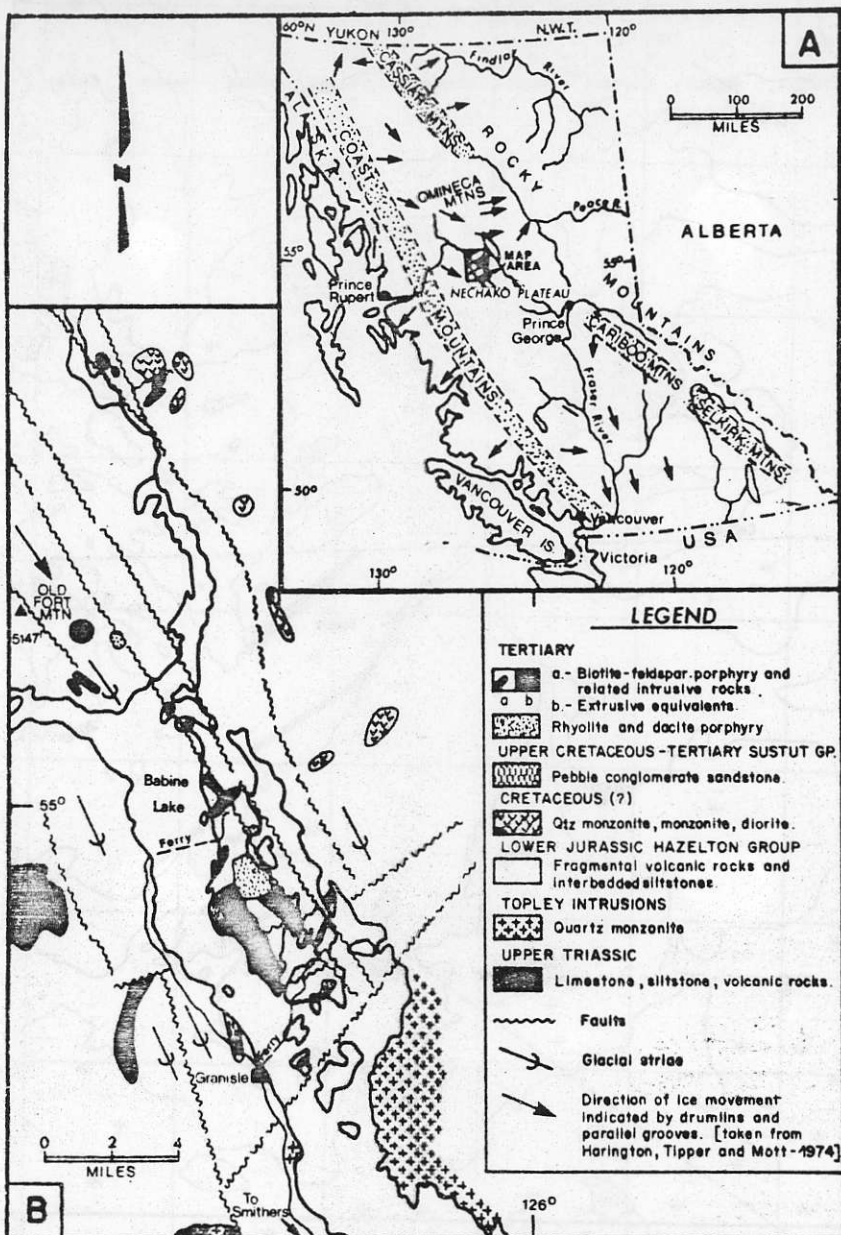 N
A
60°N YUKON 130° N.W.T. 120°
Findlay River
ALASKA
COAST MOUNTAINS
CASSIAR MTNS
ROCKY MOUNTAINS
0 100 200
MILES
OMINECA MTNS
Peace R.
ALBERTA
55°
MAP AREA
55°
Prince Rupert
NECHAKO PLATEAU
Prince George
CARIBOO MTNS
Fraser River
SELKIRK MTNS
50°
VANCOUVER IS.
Vancouver
USA
Victoria
130°
120°
OLD FORT MTN
5147'
Babine Lake
55°
Ferry
Ferry
Granisle
0 2 4
MILES
To Smithers
126°
B
LEGEND
TERTIARY
a.- Biotite-feldspar.porphyry and
related intrusive rocks.
a b
b.- Extrusive equivalents.
Rhyolite and dacite porphyry
UPPER CRETACEOUS-TERTIARY SUSTUT GP.
Pebble conglomerate sandstone.
CRETACEOUS (?)
Qtz monzonite, monzonite, diorite.
LOWER JURASSIC HAZELTON GROUP
Fragmental volcanic rocks and
interbedded siltstones.
TOPLEY INTRUSIONS
Quartz monzonite
UPPER TRIASSIC
Limestone, siltstone, volcanic rocks.
Faults
Glacial striae
Direction of ice movement
indicated by drumlins and
parallel grooves. [taken from
Harington, Tipper and Mott-1974]